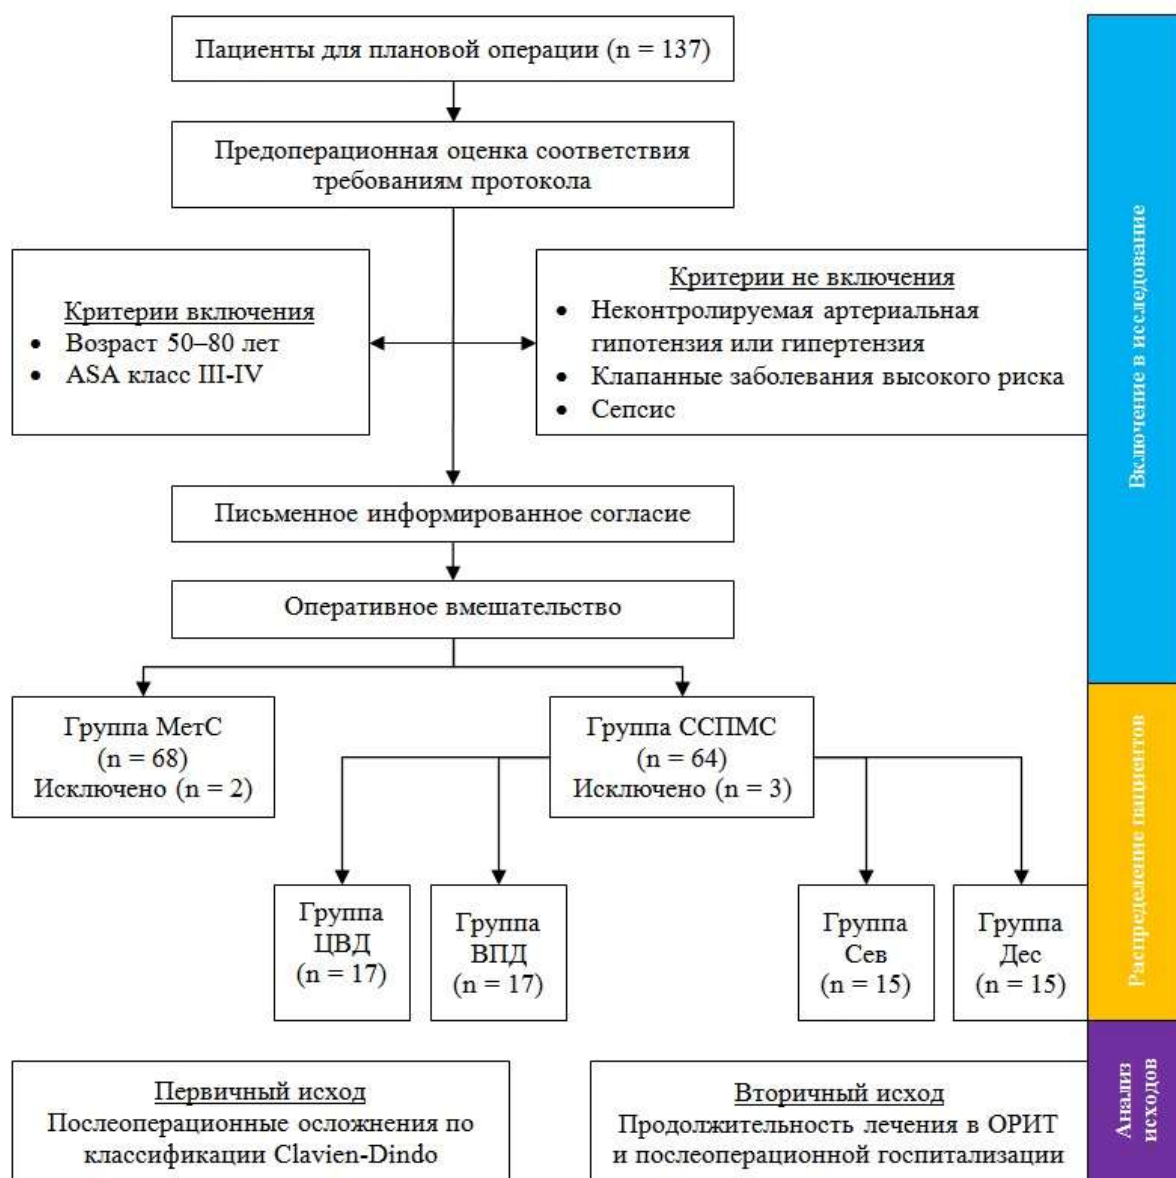 Пациенты для плановой операции (n = 137)
Предоперационная оценка соответствия
требованиям протокола
Критерии включения
• Возраст 50–80 лет
• ASA класс III-IV
Критерии не включения
• Неконтролируемая артериальная
гипотензия или гипертензия
• Клапанные заболевания высокого риска
• Сепсис
Письменное информированное согласие
Оперативное вмешательство
Включение в исследование
Группа МетС
(n = 68)
Исключено (n = 2)
Группа ССПМС
(n = 64)
Исключено (n = 3)
Группа
ЦВД
(n = 17)
Группа
ВПД
(n = 17)
Группа
Сев
(n = 15)
Группа
Дес
(n = 15)
Распределение пациентов
Первичный исход
Послеоперационные осложнения по
классификации Clavien-Dindo
Вторичный исход
Продолжительность лечения в ОРИТ
и послеоперационной госпитализации
Анализ
исходов